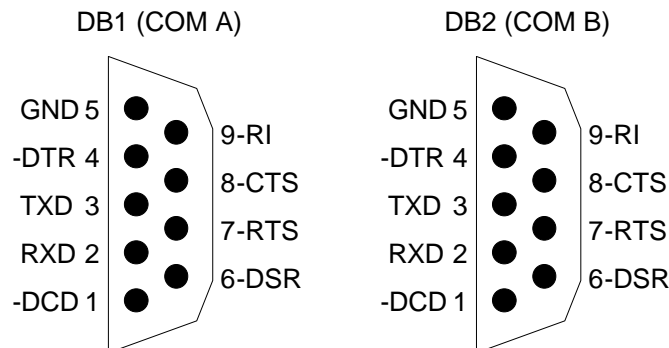 DB1 (COM A)
GND 5
9-RI
-DTR 4
8-CTS
TXD 3
7-RTS
RXD 2
6-DSR
-DCD 1
DB2 (COM B)
GND 5
9-RI
-DTR 4
8-CTS
TXD 3
7-RTS
RXD 2
6-DSR
-DCD 1